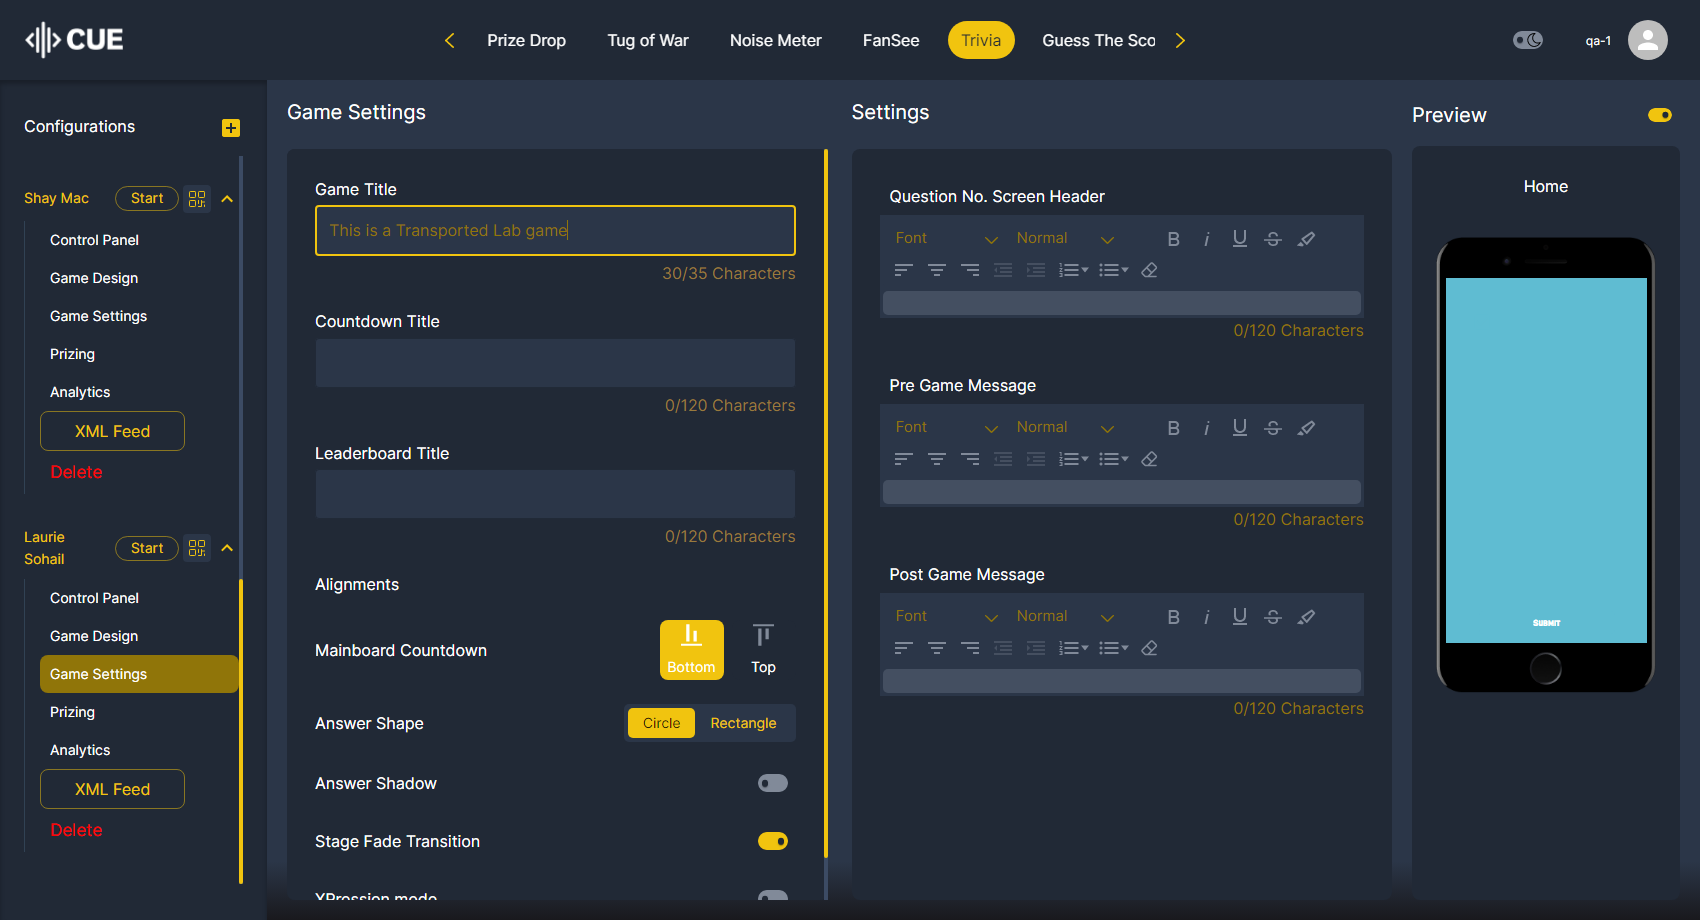 CUE
Prize Drop
Tug of War
Noise Meter
FanSee
Trivia
Guess The Sco
qa-1
Configurations
Shay Mac
Start
Control Panel
Game Design
Game Settings
Prizing
Analytics
XML Feed
Delete
Laurie
Sohail
Start
Control Panel
Game Design
Game Settings
Prizing
Analytics
XML Feed
Delete
Game Settings
Game Title
This is a Transported Lab game
30/35 Characters
Countdown Title
0/120 Characters
Leaderboard Title
0/120 Characters
Alignments
Mainboard Countdown
Bottom
Top
Answer Shape
Circle
Rectangle
Answer Shadow
Stage Fade Transition
XPression mode
Settings
Question No. Screen Header
Font
Normal
B
i
U
S
0/120 Characters
Pre Game Message
Font
Normal
B
i
U
S
0/120 Characters
Post Game Message
Font
Normal
B
i
U
S
0/120 Characters
Preview
Home
SUBMIT